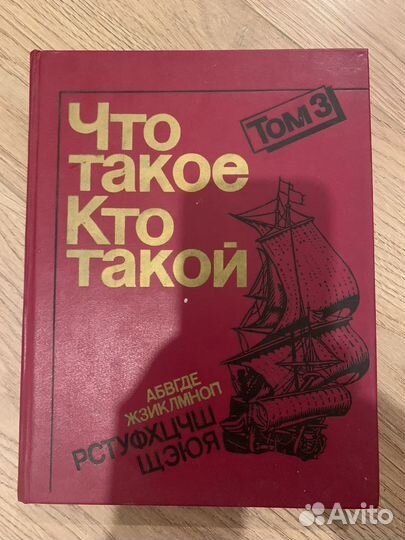 Том 3
Что
такое
Кто
такой
АБВГДЕ
ЖЗИКЛМНОП
РСТУФХЦЧШ
ЩЭЮЯ
Avito